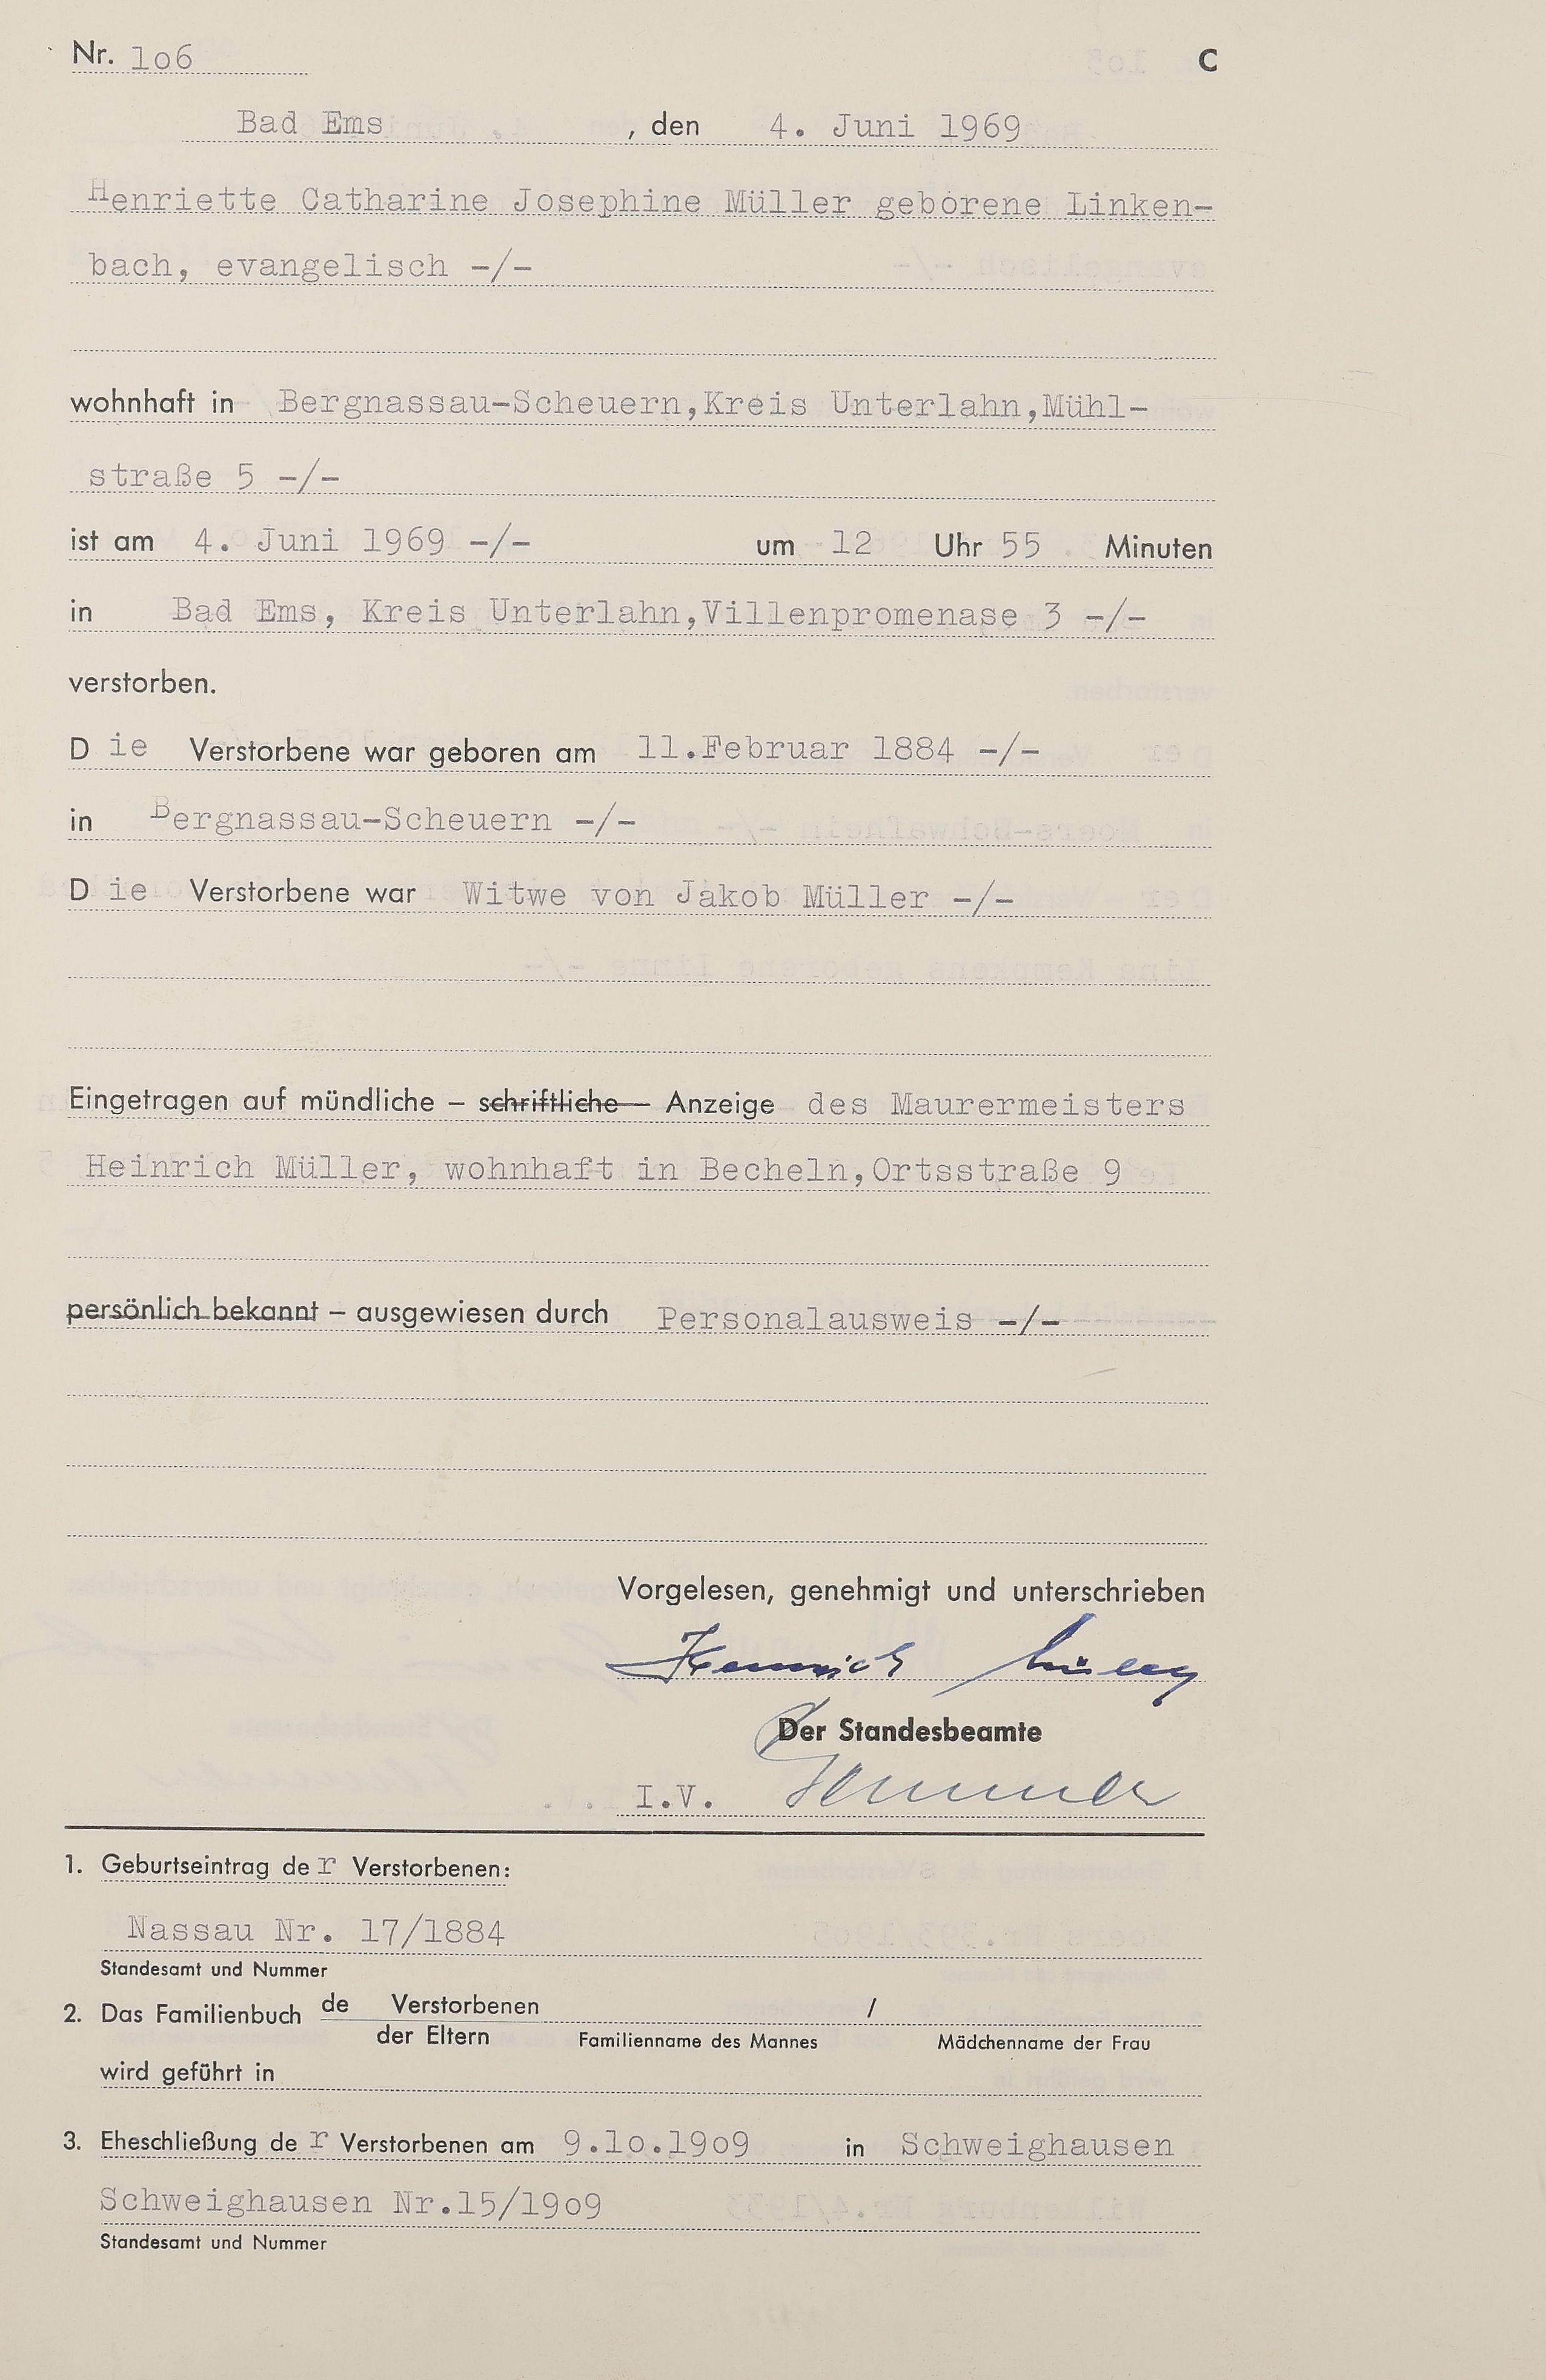 Nr. 1o6 C
Bad Ems , den 4. Juni 1969
Henriette Catharine Josephine Müller geborene Linken-
bach, evangelisch -/-
wohnhaft in Bergnassau-Scheuern,Kreis Unterlahn,Mühl-
straße 5 -/-
ist am 4. Juni 1969 -/- um 12 Uhr 55 Minuten
in Bad Ems, Kreis Unterlahn,Villenpromenase 3 -/-
verstorben.
Die Verstorbene war geboren am 11.Februar 1884 -/-
in Bergnassau-Scheuern -/-
Die Verstorbene war Witwe von Jakob Müller -/-
Eingetragen auf mündliche – schriftliche – Anzeige des Maurermeisters
Heinrich Müller, wohnhaft in Becheln,Ortsstraße 9
persönlich bekannt – ausgewiesen durch Personalausweis -/-
Vorgelesen, genehmigt und unterschrieben
Heinrich Müller
Der Standesbeamte
I.V.
1. Geburtseintrag der Verstorbenen:
Nassau Nr. 17/1884
Standesamt und Nummer
2. Das Familienbuch de Verstorbenen /
der Eltern Familienname des Mannes Mädchenname der Frau
wird geführt in
3. Eheschließung der Verstorbenen am 9.1o.19o9 in Schweighausen
Schweighausen Nr.15/19o9
Standesamt und Nummer